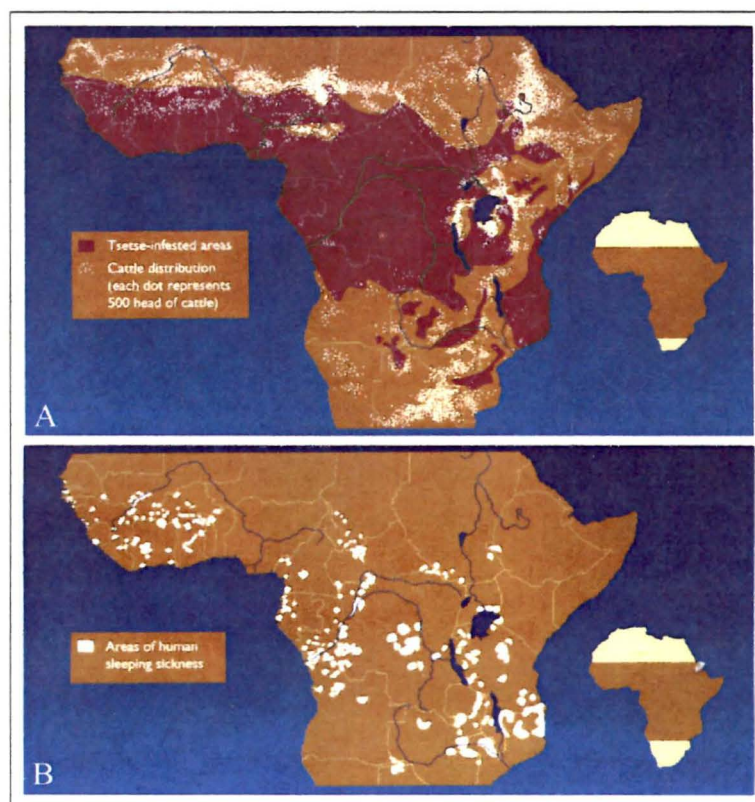 Tsetse-infested areas
Cattle distribution
(each dot represents
500 head of cattle)
A
Areas of human
sleeping sickness
B